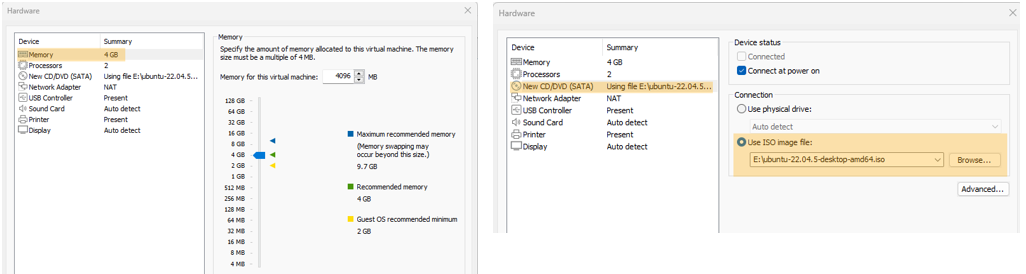 Hardware
Device Summary
Memory 4 GB
Processors 2
New CD/DVD (SATA) Using file E:\ubuntu-22.04.5...
Network Adapter NAT
USB Controller Present
Sound Card Auto detect
Printer Present
Display Auto detect
Memory
Specify the amount of memory allocated to this virtual machine. The memory
size must be a multiple of 4 MB.
Memory for this virtual machine: 4096 MB
128 GB
64 GB
32 GB
16 GB
8 GB
4 GB
2 GB
1 GB
512 MB
256 MB
128 MB
64 MB
32 MB
16 MB
8 MB
4 MB
Maximum recommended memory
(Memory swapping may
occur beyond this size.)
9.7 GB
Recommended memory
4 GB
Guest OS recommended minimum
2 GB
Hardware
Device Summary
Memory 4 GB
Processors 2
New CD/DVD (SATA) Using file E:\ubuntu-22.04.5...
Network Adapter NAT
USB Controller Present
Sound Card Auto detect
Printer Present
Display Auto detect
Device status
Connected
Connect at power on
Connection
Use physical drive:
Auto detect
Use ISO image file:
E:\ubuntu-22.04.5-desktop-amd64.iso Browse...
Advanced...